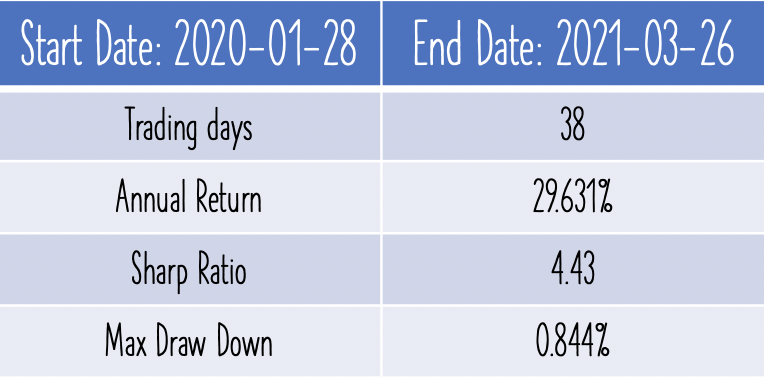 Start Date: 2020-01-28 End Date: 2021-03-26
Trading days 38
Annual Return 29.631%
Sharp Ratio 4.43
Max Draw Down 0.844%